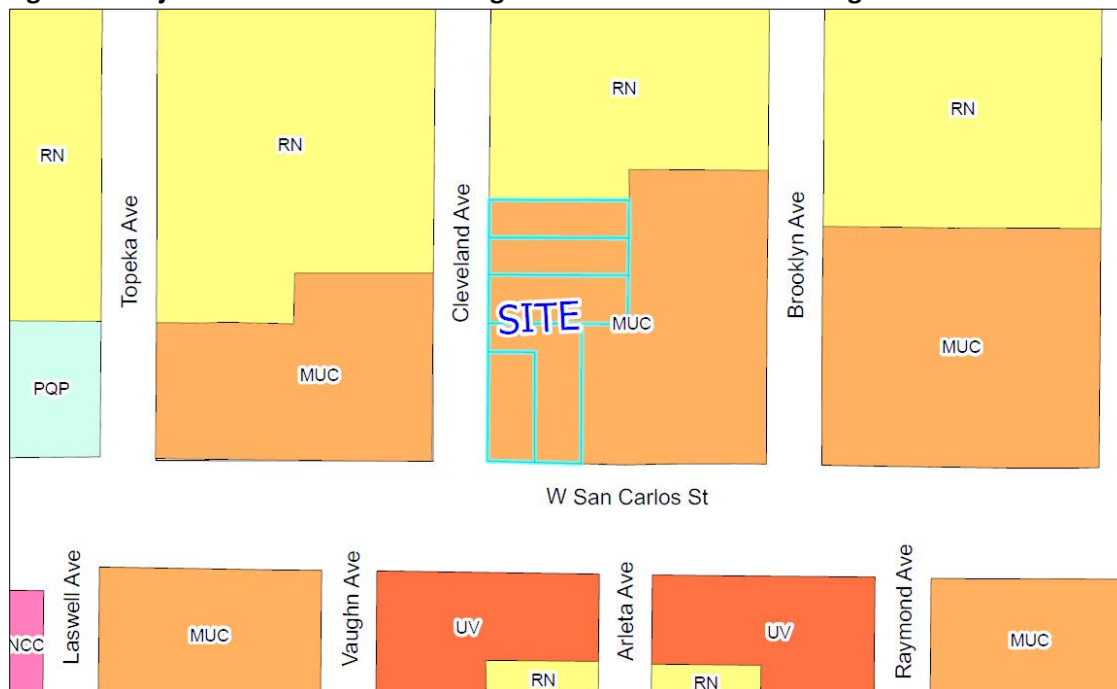 RN
RN
RN
RN
Topeka Ave
Cleveland Ave
Brooklyn Ave
SITE
MUC
MUC
MUC
PQP
W San Carlos St
Laswell Ave
Vaughn Ave
Arleta Ave
Raymond Ave
NCC
MUC
UV
UV
MUC
RN
RN